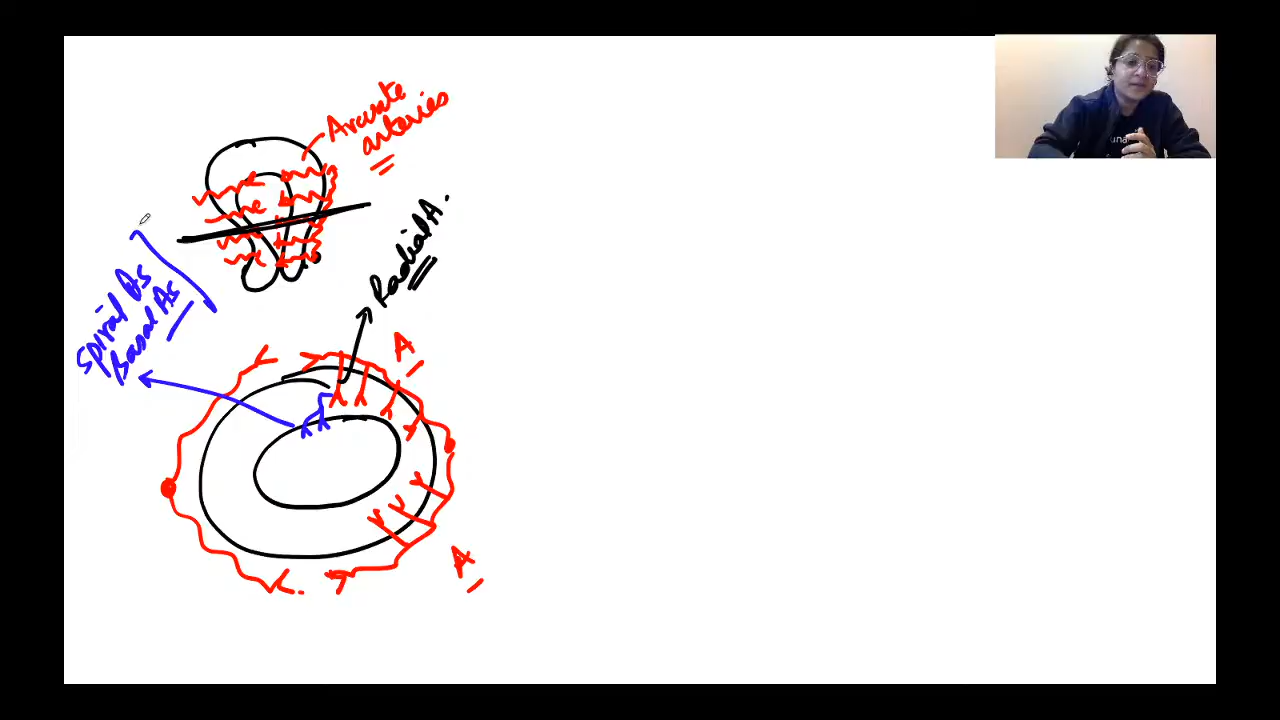 Arcuate
arteries
Radial A.
Spiral As
Basal As
A
A